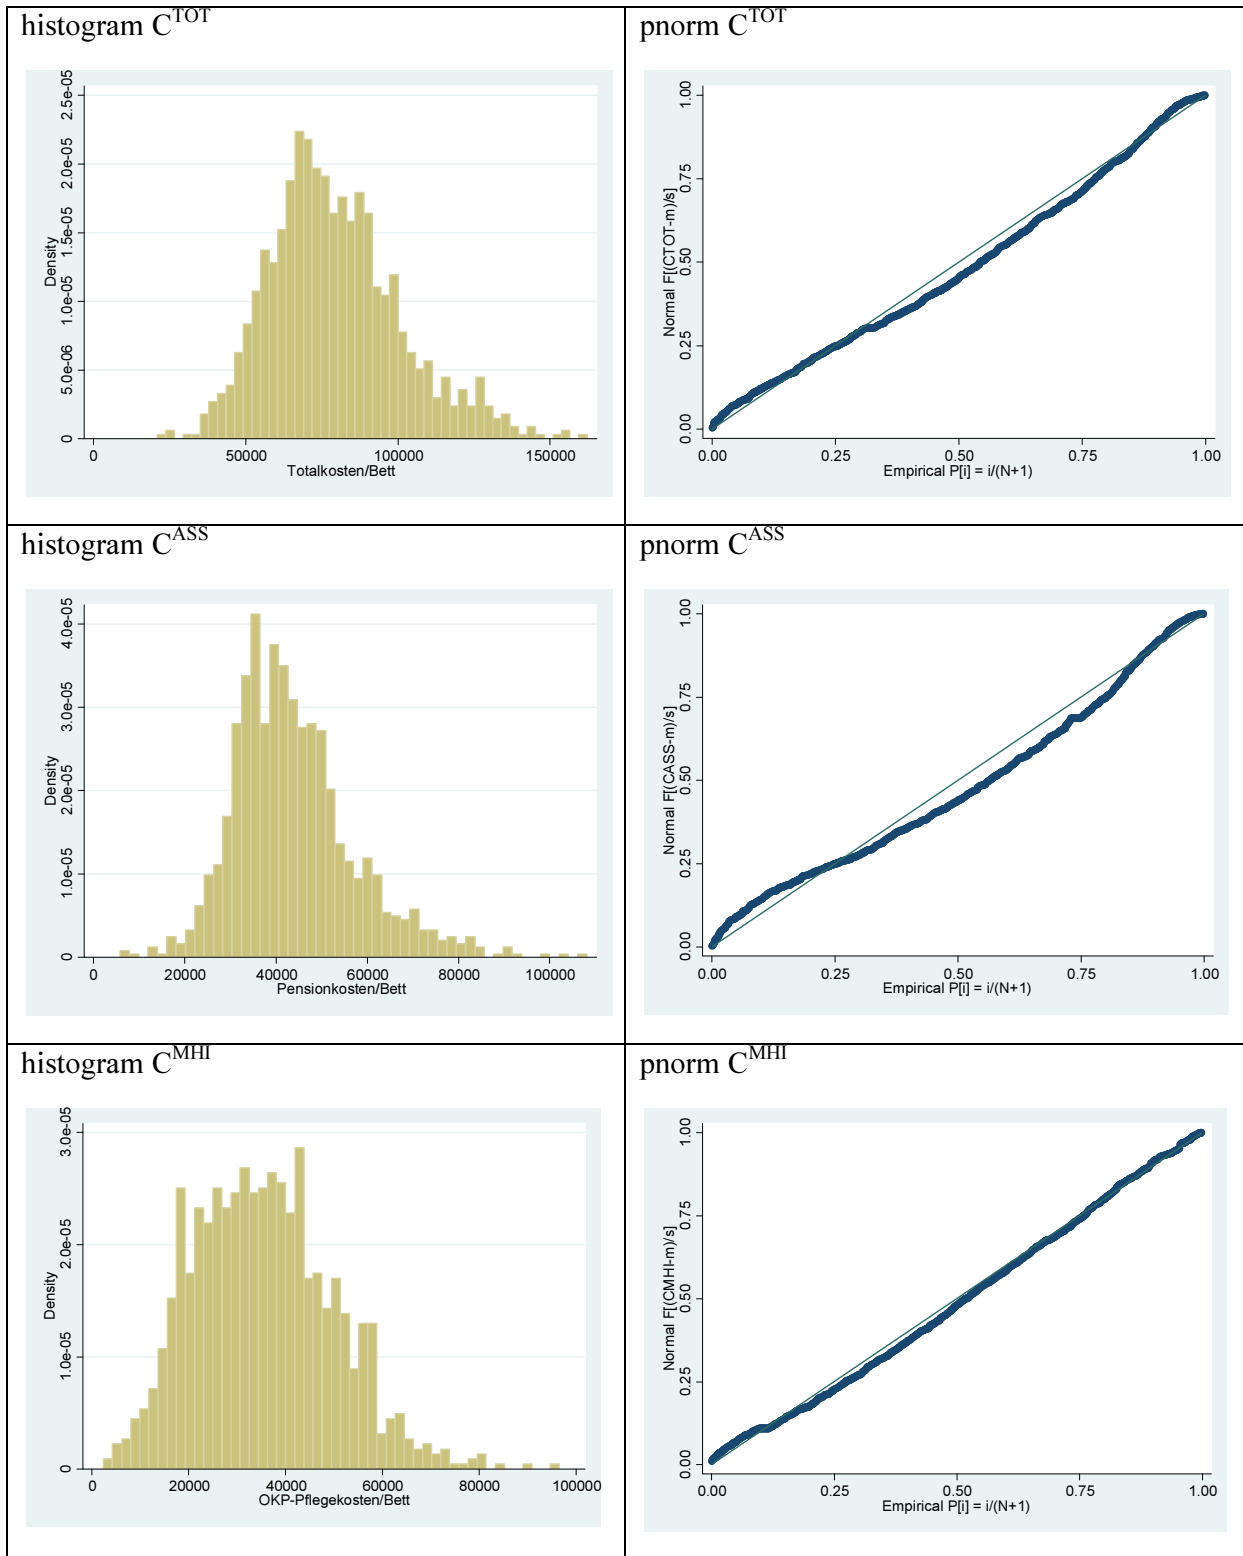 histogram C^TOT
2.5e-05
2.0e-05
1.5e-05
1.0e-05
5.0e-06
0
Density
0 50000 100000 150000
Totalkosten/Bett
pnorm C^TOT
1.00
0.75
0.50
0.25
0.00
Normal F[(CTOT-m)/s]
0.00 0.25 0.50 0.75 1.00
Empirical P[i] = i/(N+1)
histogram C^ASS
4.0e-05
3.0e-05
2.0e-05
1.0e-05
0
Density
0 20000 40000 60000 80000 100000
Pensionkosten/Bett
pnorm C^ASS
1.00
0.75
0.50
0.25
0.00
Normal F[(CASS-m)/s]
0.00 0.25 0.50 0.75 1.00
Empirical P[i] = i/(N+1)
histogram C^MHI
3.0e-05
2.0e-05
1.0e-05
0
Density
0 20000 40000 60000 80000 100000
OKP-Pflegekosten/Bett
pnorm C^MHI
1.00
0.75
0.50
0.25
0.00
Normal F[(CMHI-m)/s]
0.00 0.25 0.50 0.75 1.00
Empirical P[i] = i/(N+1)